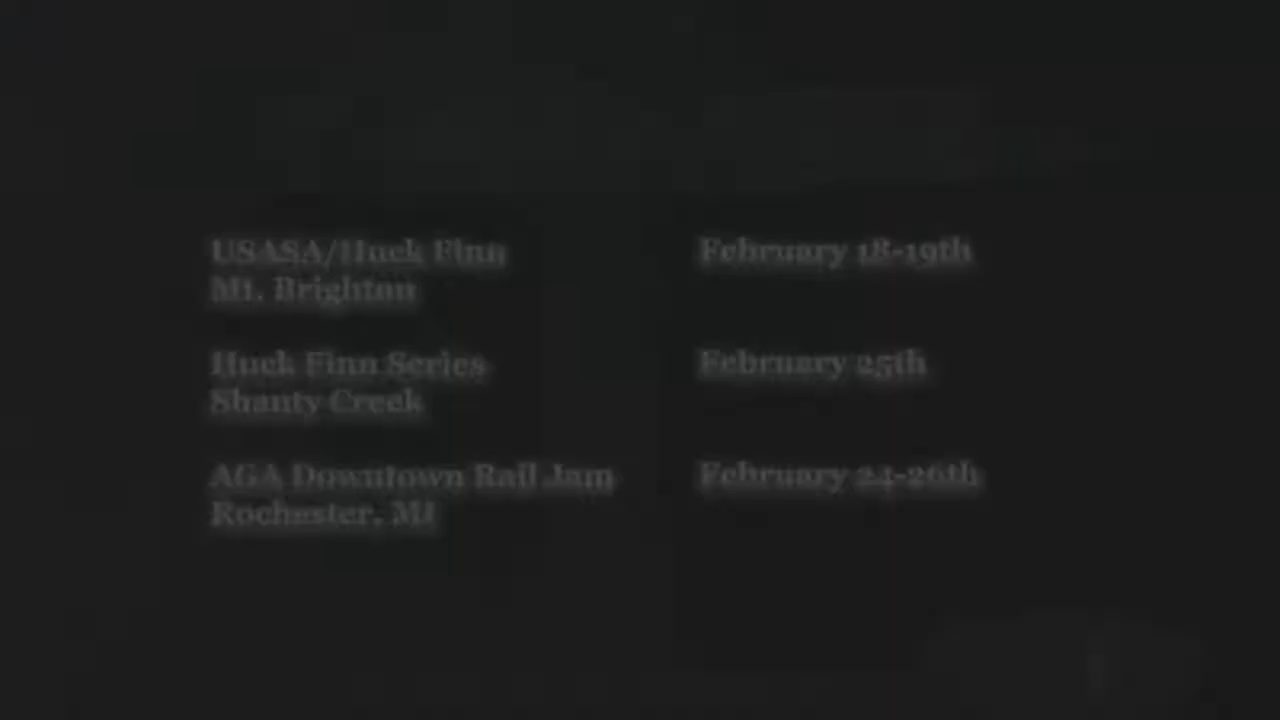 USASA/Huck Finn February 18-19th
Mt. Brighton
Huck Finn Series February 25th
Shanty Creek
AGA Downtown Rail Jam February 24-26th
Rochester, MI